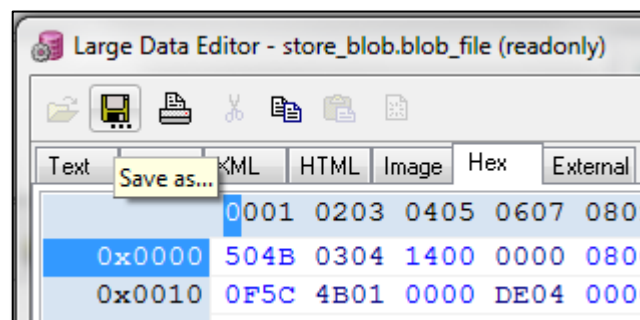 Large Data Editor - store_blob.blob_file (readonly)
Text XML HTML Image Hex External
Save as...
0001 0203 0405 0607 080
0x0000 504B 0304 1400 0000 080
0x0010 0F5C 4B01 0000 DE04 000